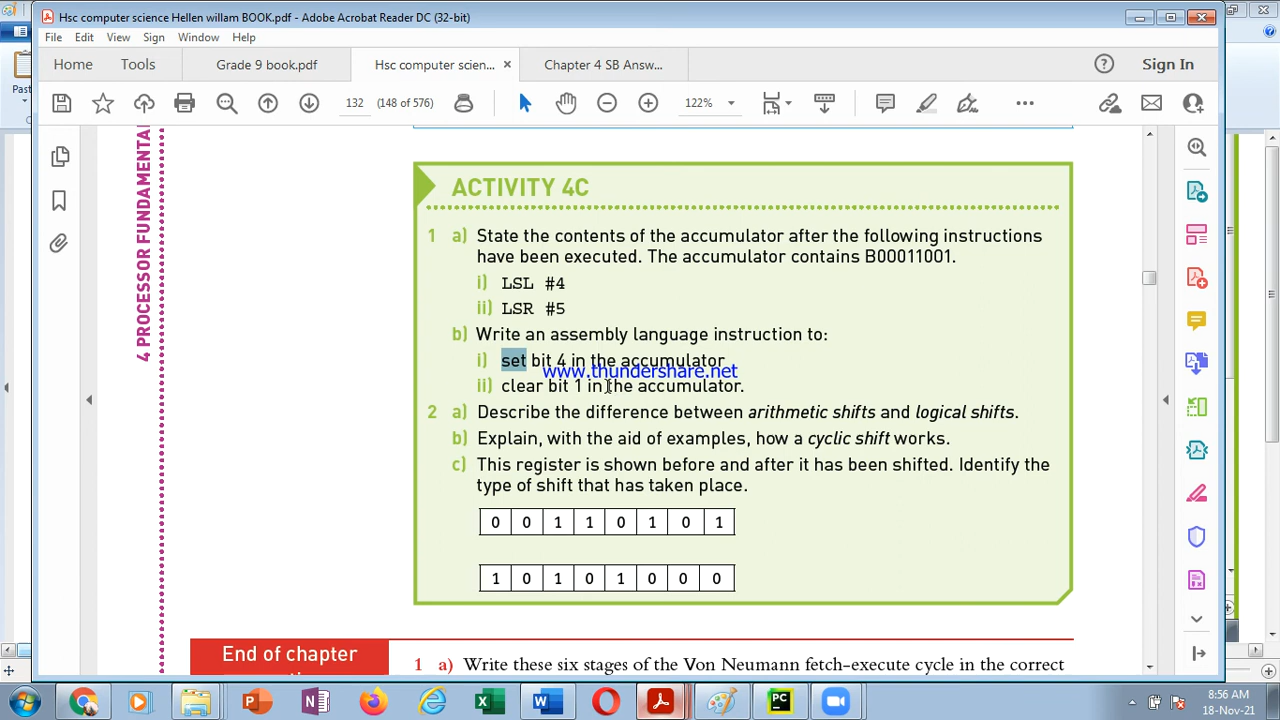 Hsc computer science Hellen willam BOOK.pdf - Adobe Acrobat Reader DC (32-bit)
File Edit View Sign Window Help
Home Tools Grade 9 book.pdf Hsc computer scien... × Chapter 4 SB Answ... Sign In
132 (148 of 576) 122%
Past
4 PROCESSOR FUNDAMENTA
ACTIVITY 4C
1 a) State the contents of the accumulator after the following instructions
have been executed. The accumulator contains B00011001.
i) LSL #4
ii) LSR #5
b) Write an assembly language instruction to:
i) set bit 4 in the accumulator
www.thundershare.net
ii) clear bit 1 in the accumulator.
2 a) Describe the difference between arithmetic shifts and logical shifts.
b) Explain, with the aid of examples, how a cyclic shift works.
c) This register is shown before and after it has been shifted. Identify the
type of shift that has taken place.
0 0 1 1 0 1 0 1
1 0 1 0 1 0 0 0
End of chapter
1 a) Write these six stages of the Von Neumann fetch-execute cycle in the correct
8:56 AM
18-Nov-21